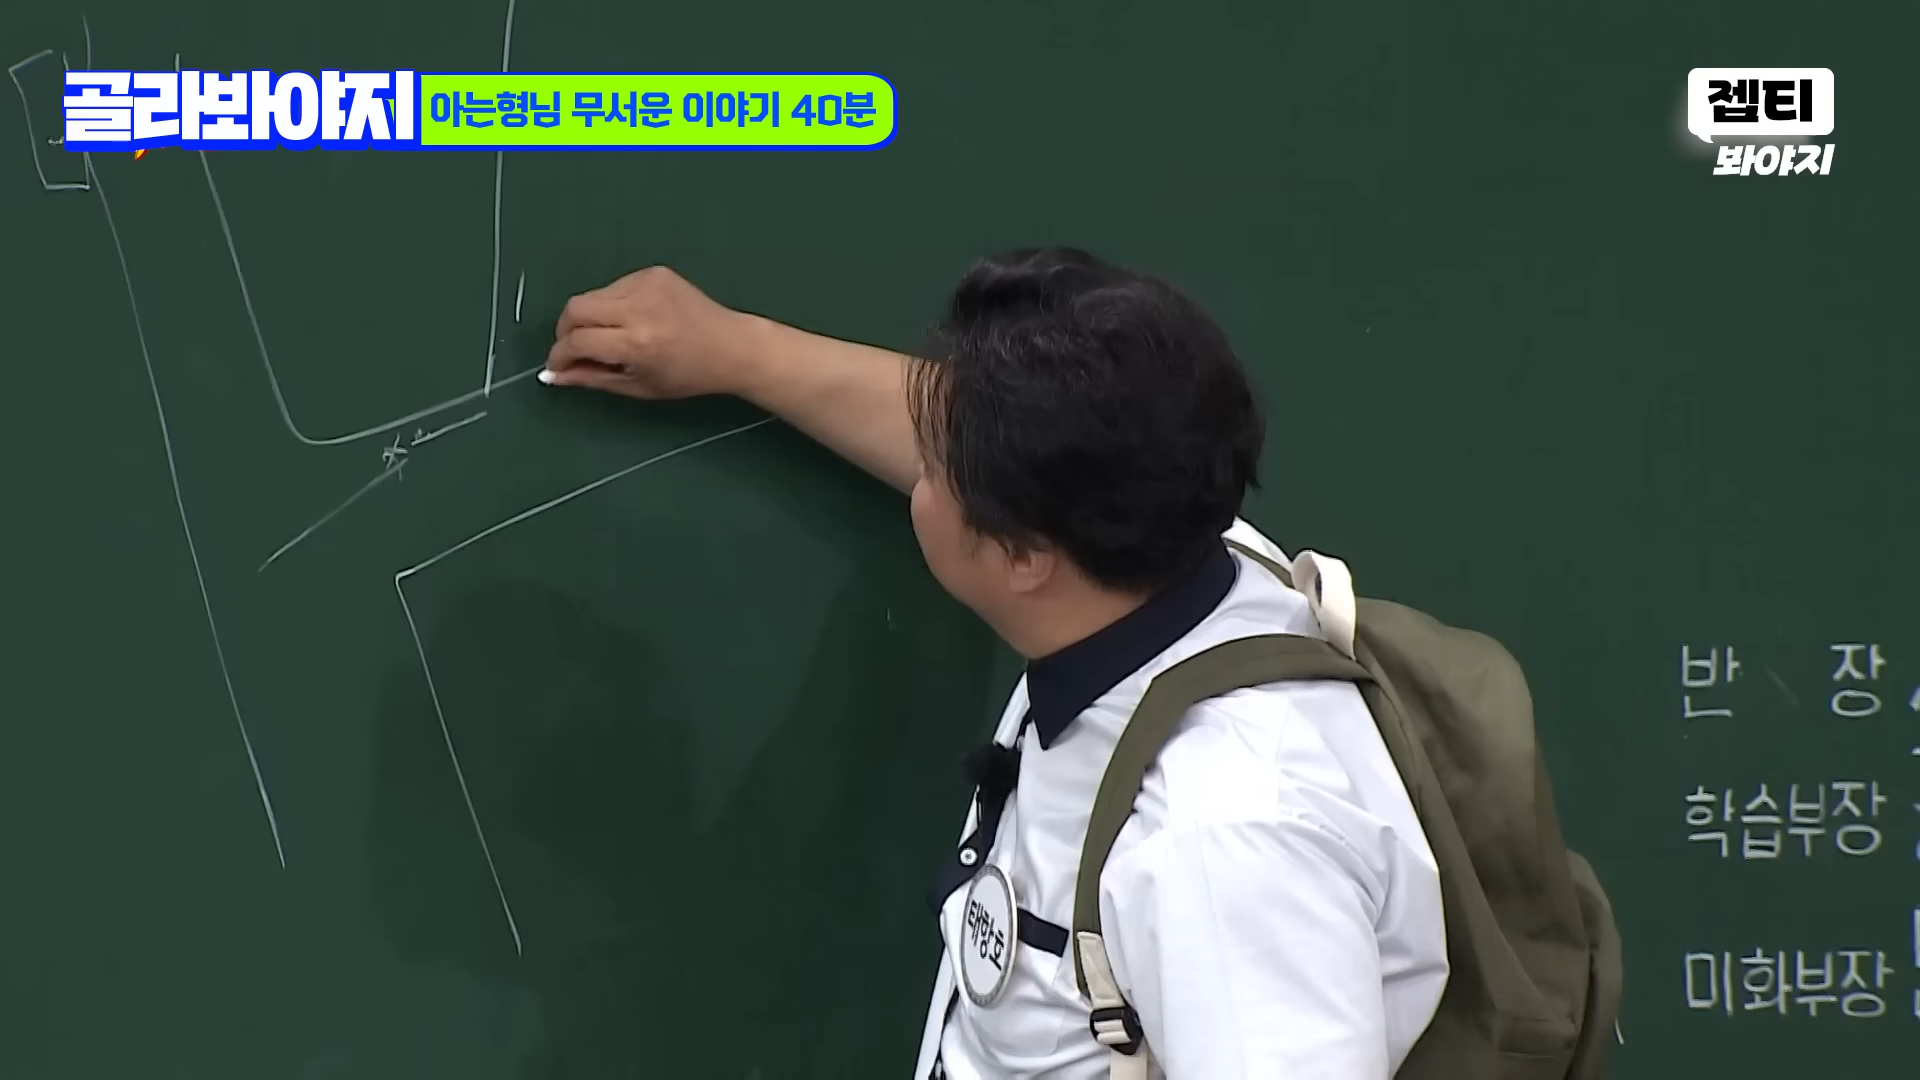 골라봐야지 아는형님 무서운 이야기 40분
젭티
봐야지
반 장
학습부장
미화부장
태항호